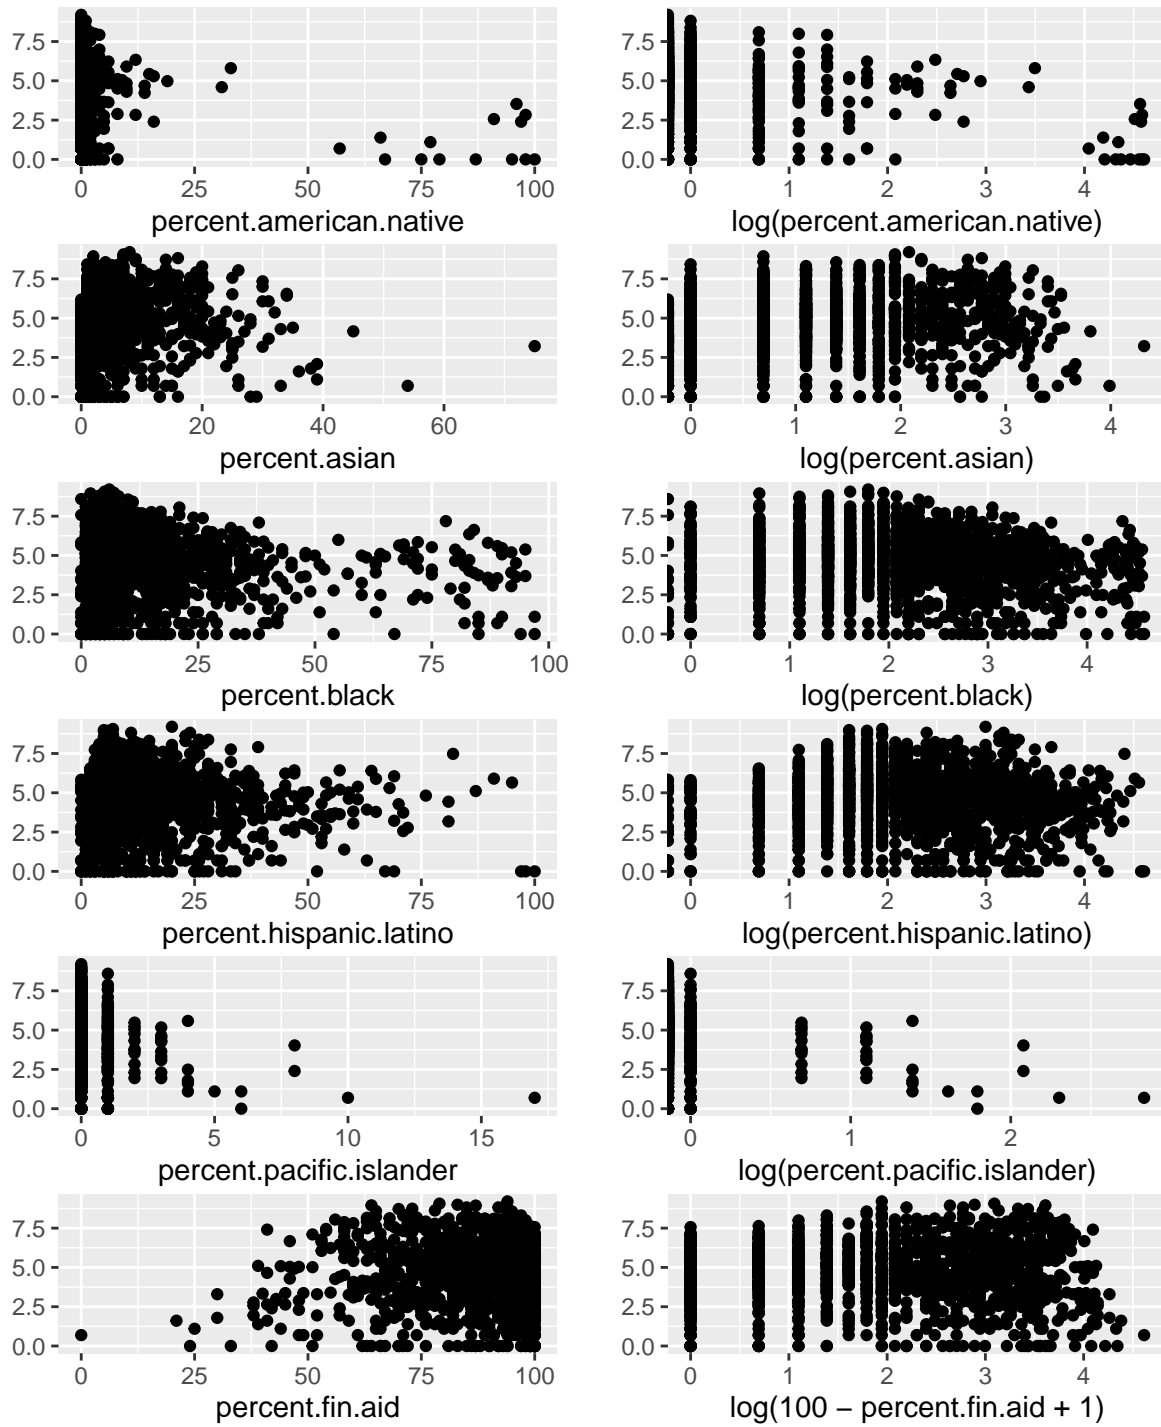 7.5
5.0
2.5
0.0
0 25 50 75 100
percent.american.native
7.5
5.0
2.5
0.0
0 1 2 3 4
log(percent.american.native)
7.5
5.0
2.5
0.0
0 20 40 60
percent.asian
7.5
5.0
2.5
0.0
0 1 2 3 4
log(percent.asian)
7.5
5.0
2.5
0.0
0 25 50 75 100
percent.black
7.5
5.0
2.5
0.0
0 1 2 3 4
log(percent.black)
7.5
5.0
2.5
0.0
0 25 50 75 100
percent.hispanic.latino
7.5
5.0
2.5
0.0
0 1 2 3 4
log(percent.hispanic.latino)
7.5
5.0
2.5
0.0
0 5 10 15
percent.pacific.islander
7.5
5.0
2.5
0.0
0 1 2
log(percent.pacific.islander)
7.5
5.0
2.5
0.0
0 25 50 75 100
percent.fin.aid
7.5
5.0
2.5
0.0
0 1 2 3 4
log(100 − percent.fin.aid + 1)